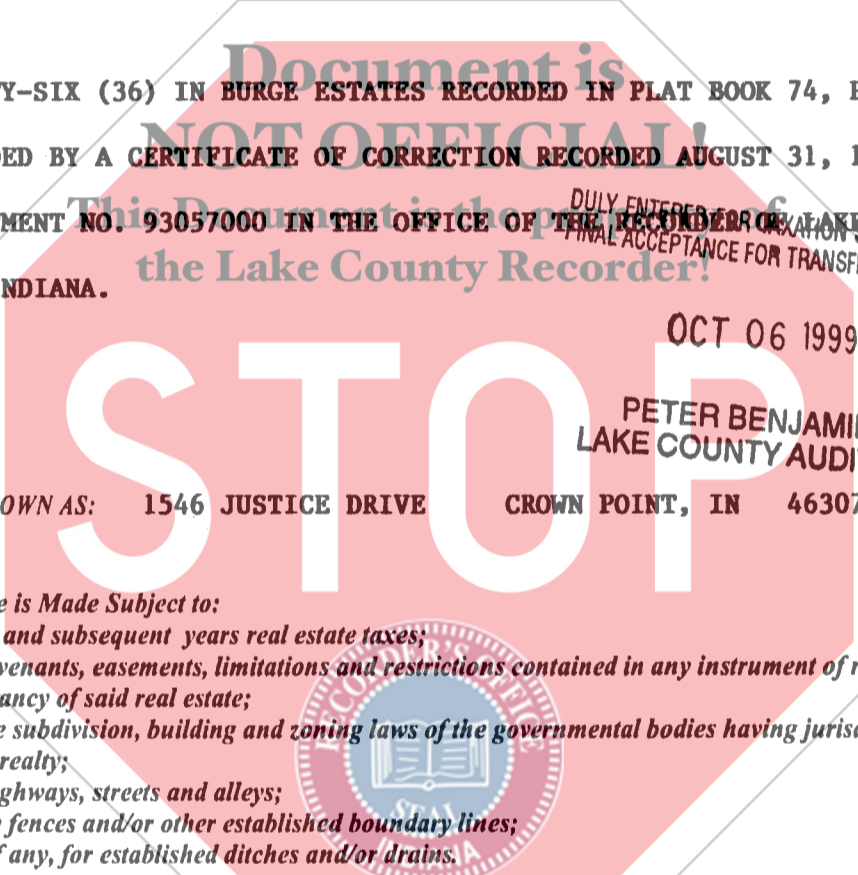 Document is
Y-SIX (36) IN BURGE ESTATES RECORDED IN PLAT BOOK 74,
NOT OFFICIAL!
ED BY A CERTIFICATE OF CORRECTION RECORDED AUGUST 31, 1
This Document is the property of
MENT NO. 93057000 IN THE OFFICE OF THE RECORDER OF LAKE
DULY ENTERED FOR TAXATION
FINAL ACCEPTANCE FOR TRANSFE
the Lake County Recorder!
NDIANA.
OCT 06 1999
STOP
PETER BENJAMI
LAKE COUNTY AUDI
OWN AS: 1546 JUSTICE DRIVE CROWN POINT, IN 46307
e is Made Subject to:
and subsequent years real estate taxes;
venants, easements, limitations and restrictions contained in any instrument of r
ancy of said real estate;
e subdivision, building and zoning laws of the governmental bodies having jurisd
realty;
ghways, streets and alleys;
fences and/or other established boundary lines;
f any, for established ditches and/or drains.
RECORDER'S OFFICE
SEAL
INDIANA